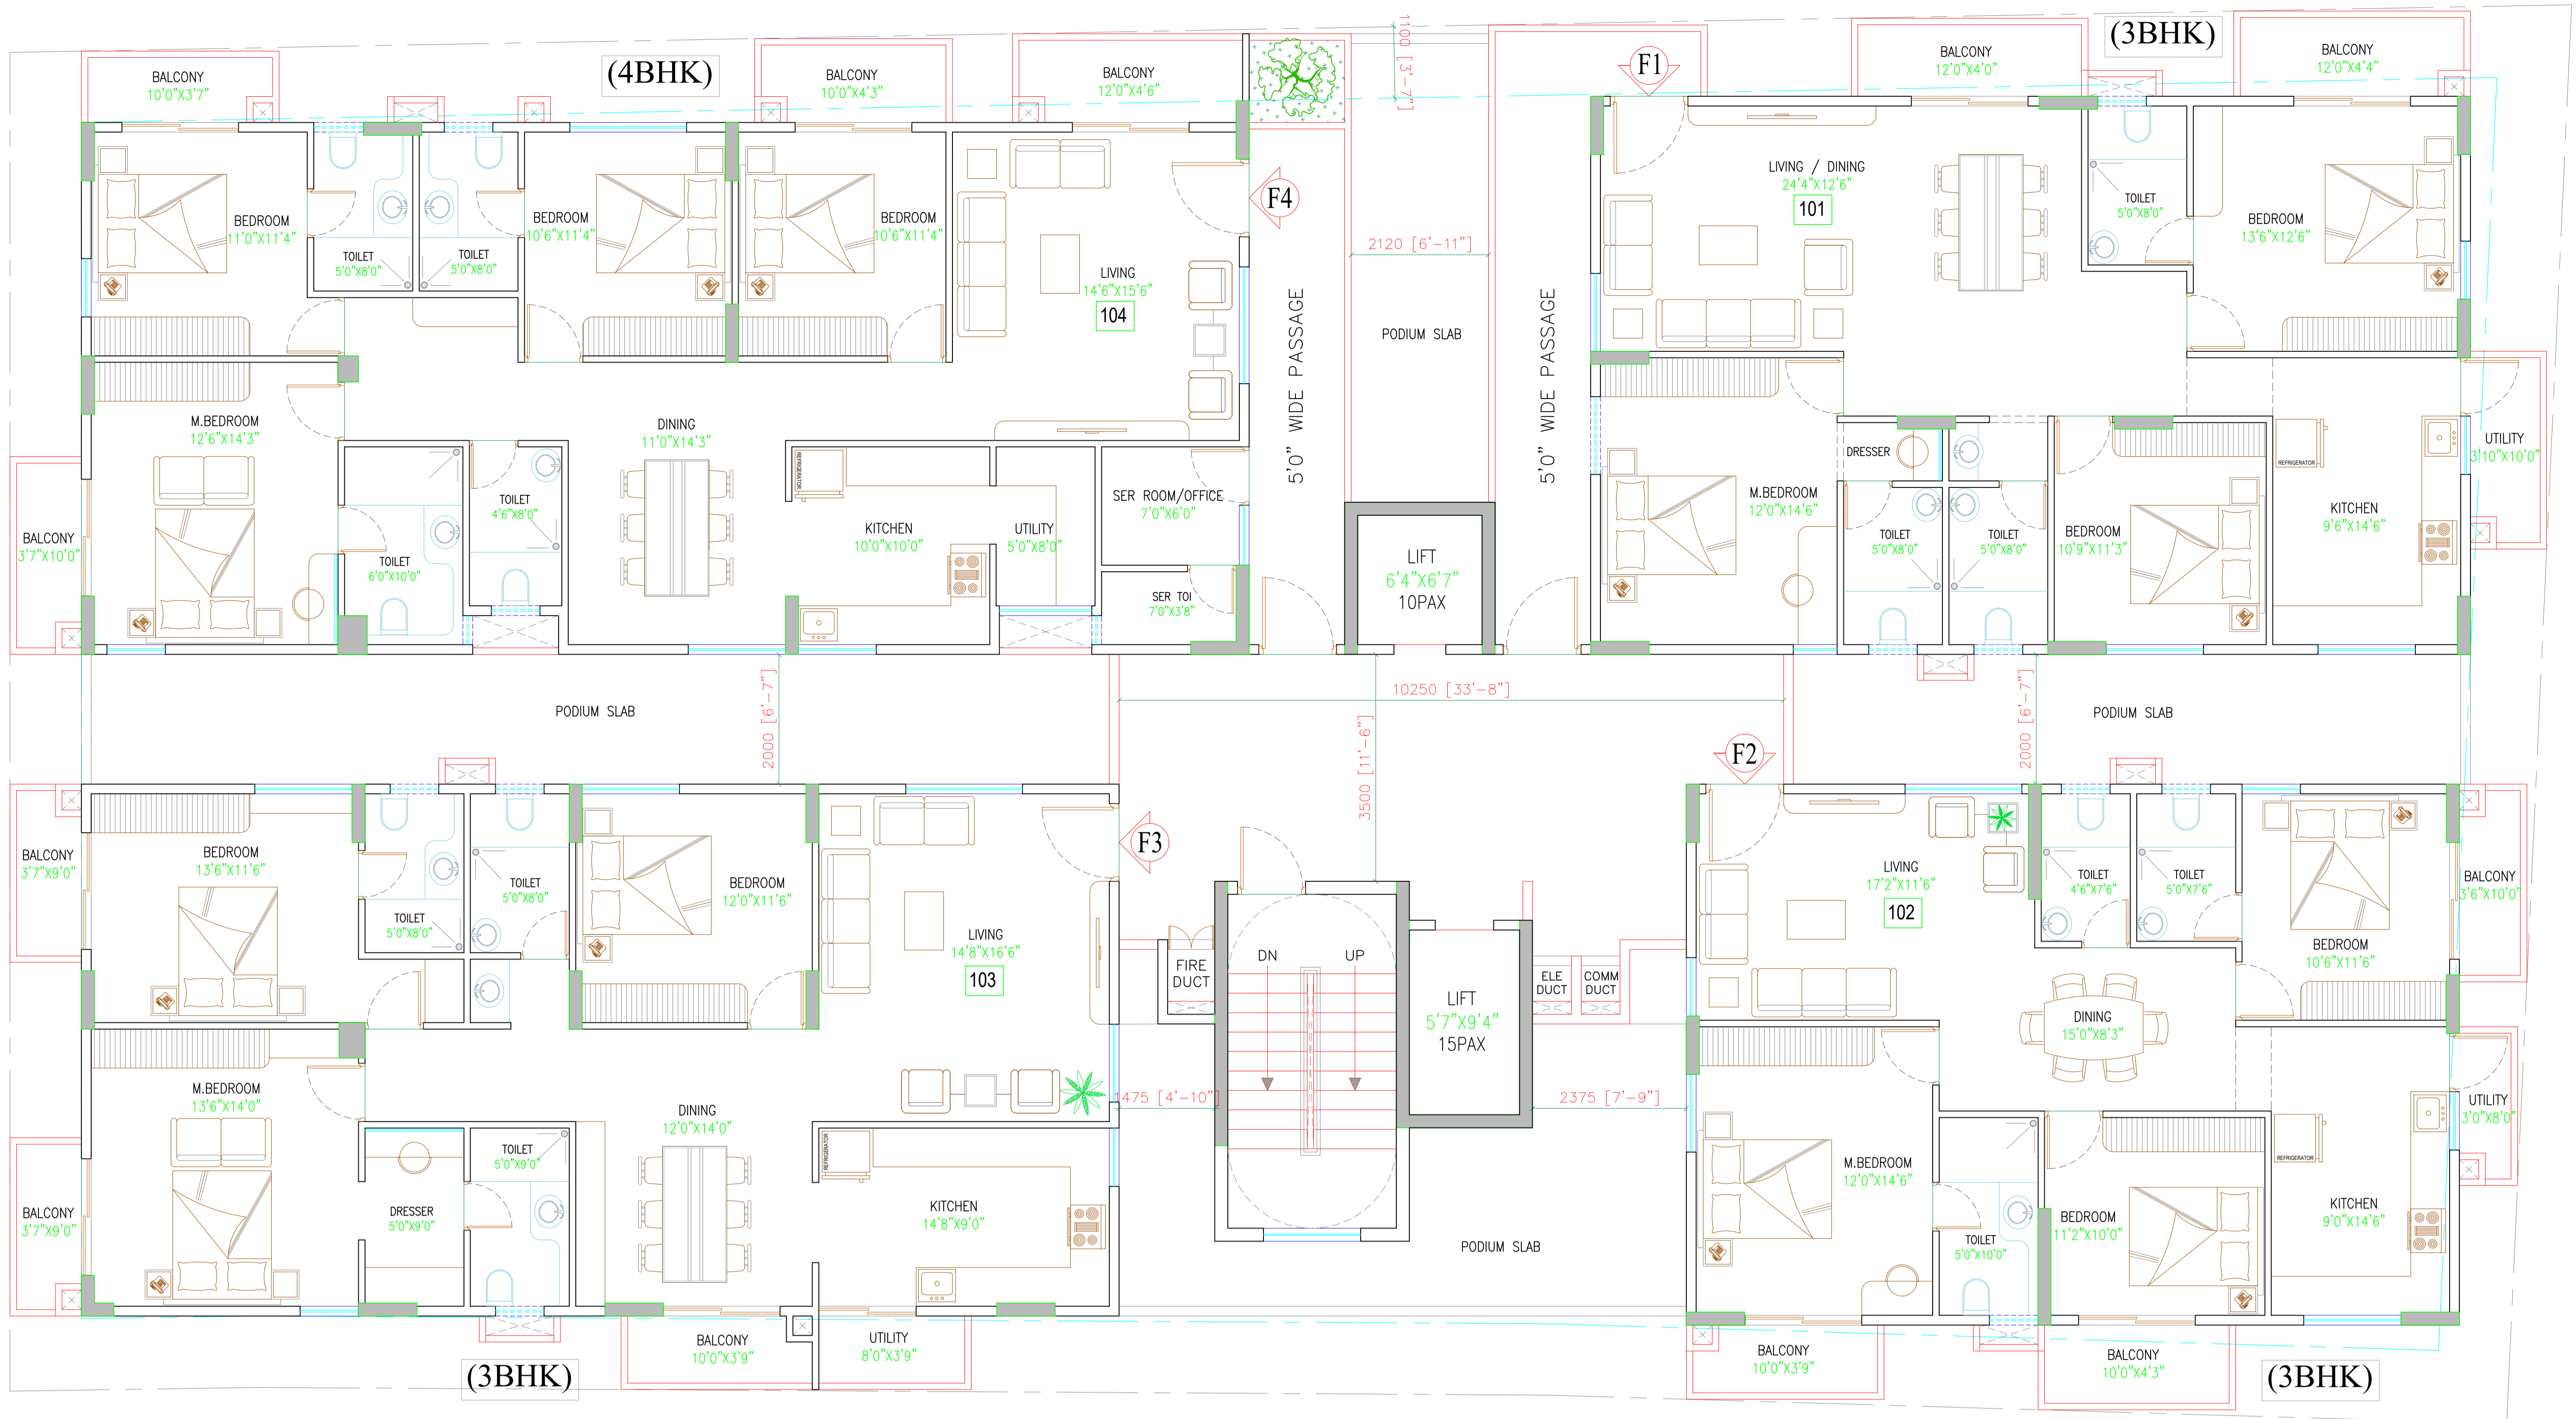 (4BHK)
BALCONY
10'0"X3'7"
BALCONY
10'0"X4'3"
BALCONY
12'0"X4'6"
BEDROOM
11'0"X11'4"
TOILET
5'0"X8'0"
TOILET
5'0"X8'0"
BEDROOM
10'6"X11'4"
BEDROOM
10'6"X11'4"
LIVING
14'6"X15'6"
104
F4
M.BEDROOM
12'6"X14'3"
DINING
11'0"X14'3"
BALCONY
3'7"X10'0"
TOILET
6'0"X10'0"
TOILET
4'6"X8'0"
REFRIGERATOR
KITCHEN
10'0"X10'0"
UTILITY
5'0"X8'0"
SER ROOM/OFFICE
7'0"X6'0"
SER TOI
7'0"X3'8"
5'0" WIDE PASSAGE
1100 [3'-7"]
2120 [6'-11"]
PODIUM SLAB
5'0" WIDE PASSAGE
LIFT
6'4"X6'7"
10PAX
(3BHK)
F1
BALCONY
12'0"X4'0"
BALCONY
12'0"X4'4"
LIVING / DINING
24'4"X12'6"
101
TOILET
5'0"X8'0"
BEDROOM
13'6"X12'6"
M.BEDROOM
12'0"X14'6"
DRESSER
TOILET
5'0"X8'0"
TOILET
5'0"X8'0"
BEDROOM
10'9"X11'3"
REFRIGERATOR
KITCHEN
9'6"X14'6"
UTILITY
3'10"X10'0"
PODIUM SLAB
2000 [6'-7"]
10250 [33'-8"]
3500 [11'-6"]
2000 [6'-7"]
PODIUM SLAB
BALCONY
3'7"X9'0"
BEDROOM
13'6"X11'6"
TOILET
5'0"X8'0"
TOILET
5'0"X8'0"
BEDROOM
12'0"X11'6"
LIVING
14'8"X16'6"
103
F3
M.BEDROOM
13'6"X14'0"
DINING
12'0"X14'0"
BALCONY
3'7"X9'0"
DRESSER
5'0"X9'0"
TOILET
5'0"X9'0"
REFRIGERATOR
KITCHEN
14'8"X9'0"
BALCONY
10'0"X3'9"
UTILITY
8'0"X3'9"
(3BHK)
FIRE
DUCT
DN
UP
LIFT
5'7"X9'4"
15PAX
ELE
DUCT
COMM
DUCT
1475 [4'-10"]
2375 [7'-9"]
PODIUM SLAB
F2
LIVING
17'2"X11'6"
102
TOILET
4'6"X7'6"
TOILET
5'0"X7'6"
BEDROOM
10'6"X11'6"
BALCONY
3'6"X10'0"
DINING
15'0"X8'3"
M.BEDROOM
12'0"X14'6"
TOILET
5'0"X10'0"
BEDROOM
11'2"X10'0"
REFRIGERATOR
KITCHEN
9'0"X14'6"
UTILITY
3'0"X8'0"
BALCONY
10'0"X3'9"
BALCONY
10'0"X4'3"
(3BHK)